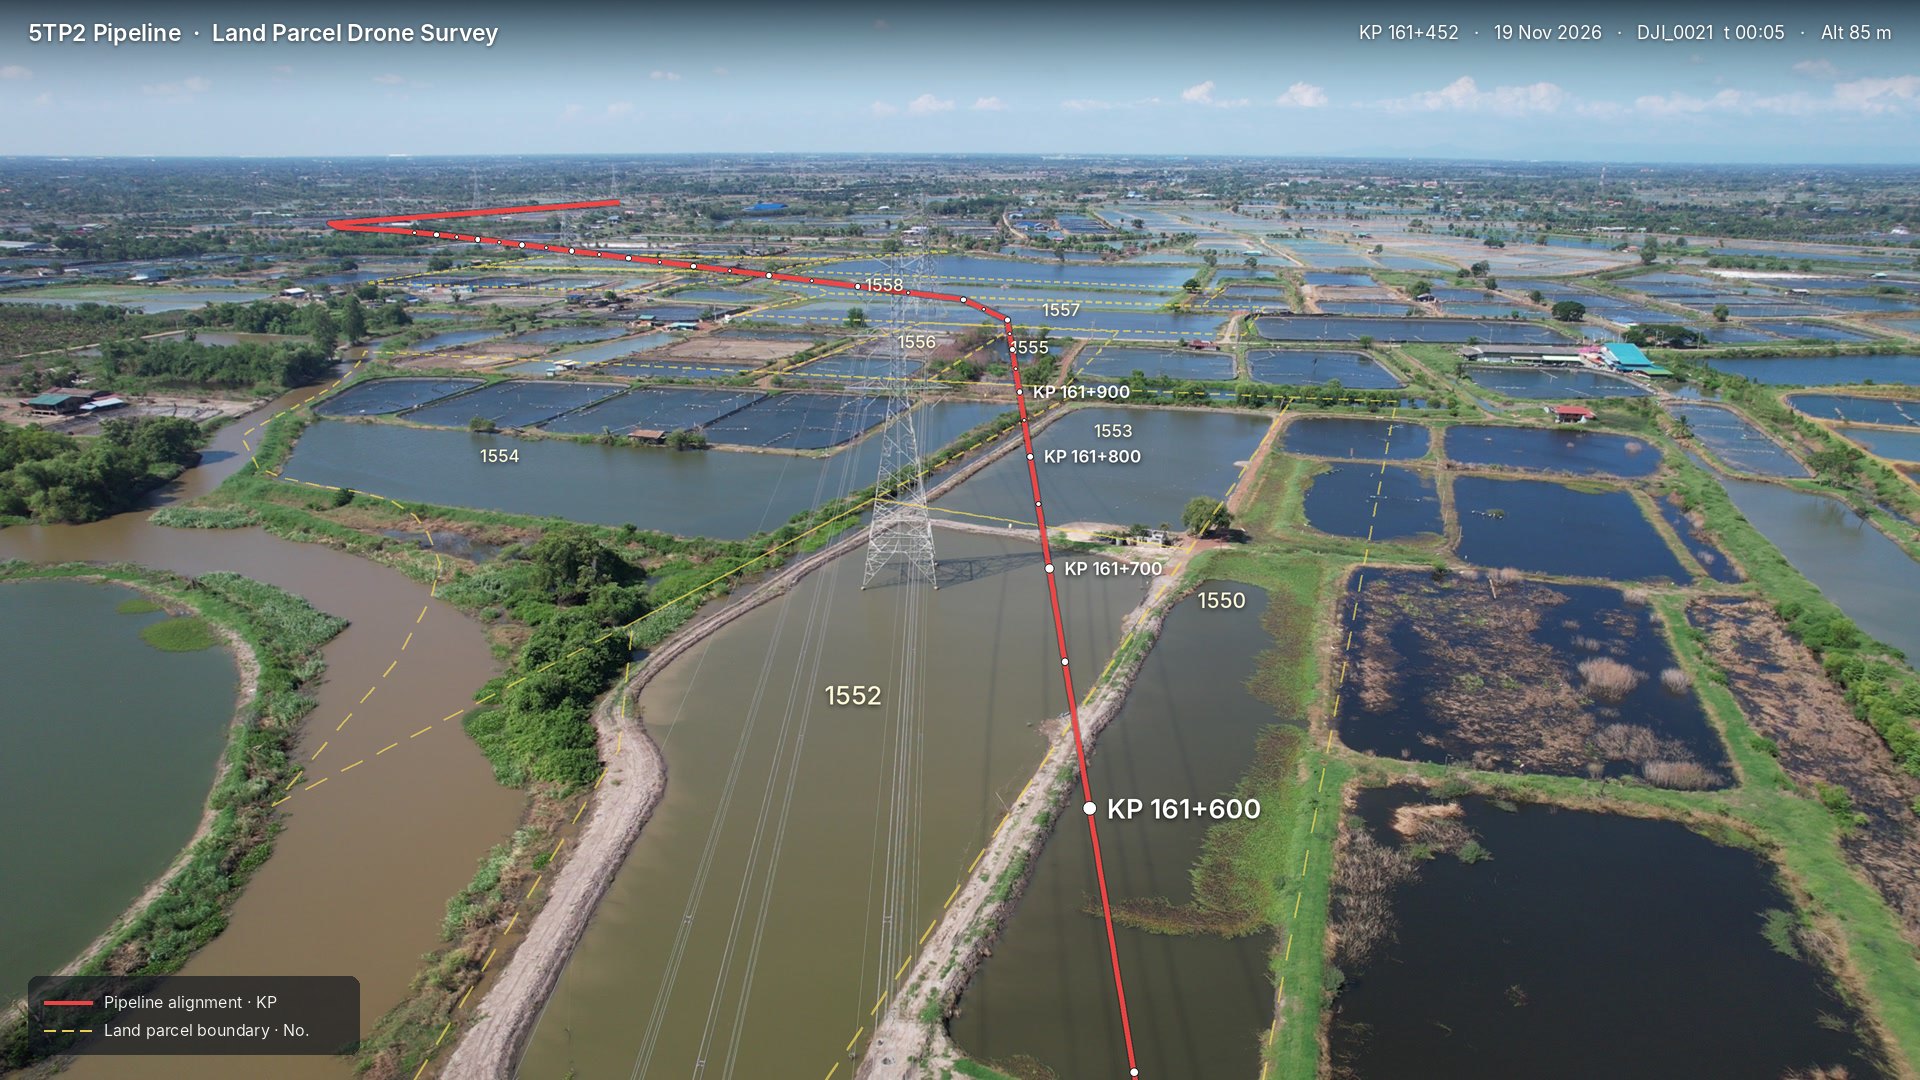 5TP2 Pipeline · Land Parcel Drone Survey
KP 161+452 · 19 Nov 2026 · DJI_0021 t 00:05 · Alt 85 m
1558
1557
1556
1555
KP 161+900
1553
1554
KP 161+800
KP 161+700
1550
1552
KP 161+600
Pipeline alignment · KP
Land parcel boundary · No.